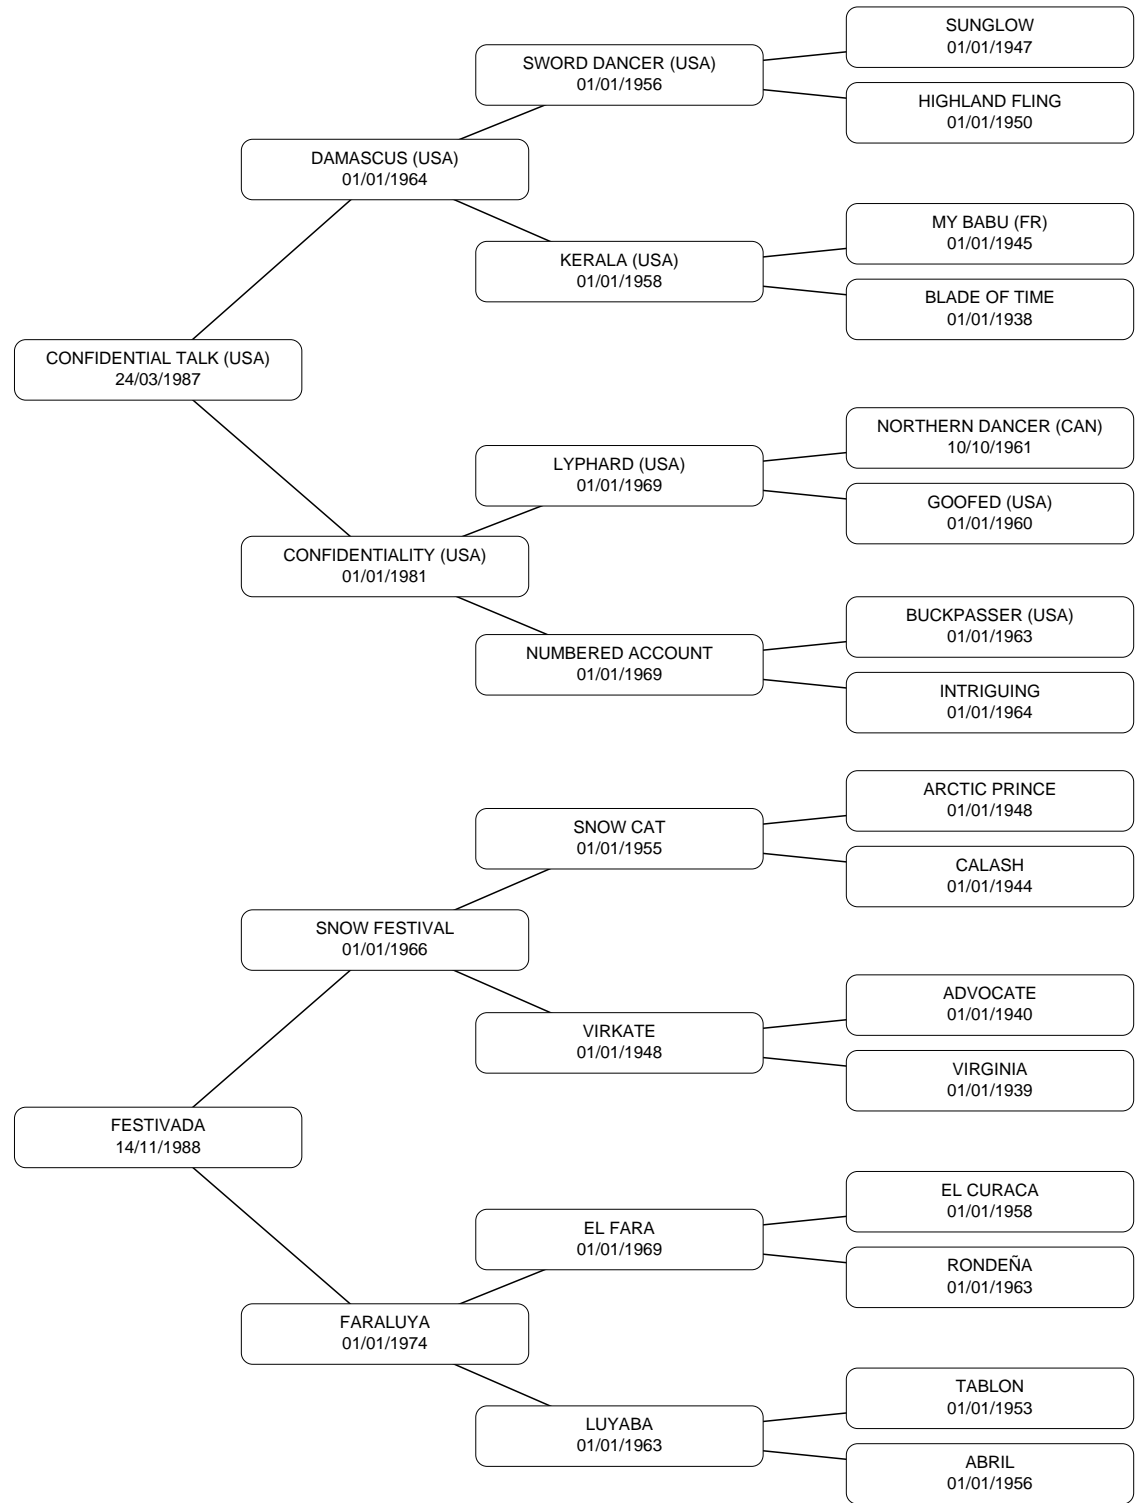 SUNGLOW
01/01/1947
SWORD DANCER (USA)
01/01/1956
HIGHLAND FLING
01/01/1950
DAMASCUS (USA)
01/01/1964
MY BABU (FR)
01/01/1945
KERALA (USA)
01/01/1958
BLADE OF TIME
01/01/1938
CONFIDENTIAL TALK (USA)
24/03/1987
NORTHERN DANCER (CAN)
10/10/1961
LYPHARD (USA)
01/01/1969
GOOFED (USA)
01/01/1960
CONFIDENTIALITY (USA)
01/01/1981
BUCKPASSER (USA)
01/01/1963
NUMBERED ACCOUNT
01/01/1969
INTRIGUING
01/01/1964
ARCTIC PRINCE
01/01/1948
SNOW CAT
01/01/1955
CALASH
01/01/1944
SNOW FESTIVAL
01/01/1966
ADVOCATE
01/01/1940
VIRKATE
01/01/1948
VIRGINIA
01/01/1939
FESTIVADA
14/11/1988
EL CURACA
01/01/1958
EL FARA
01/01/1969
RONDEÑA
01/01/1963
FARALUYA
01/01/1974
TABLON
01/01/1953
LUYABA
01/01/1963
ABRIL
01/01/1956